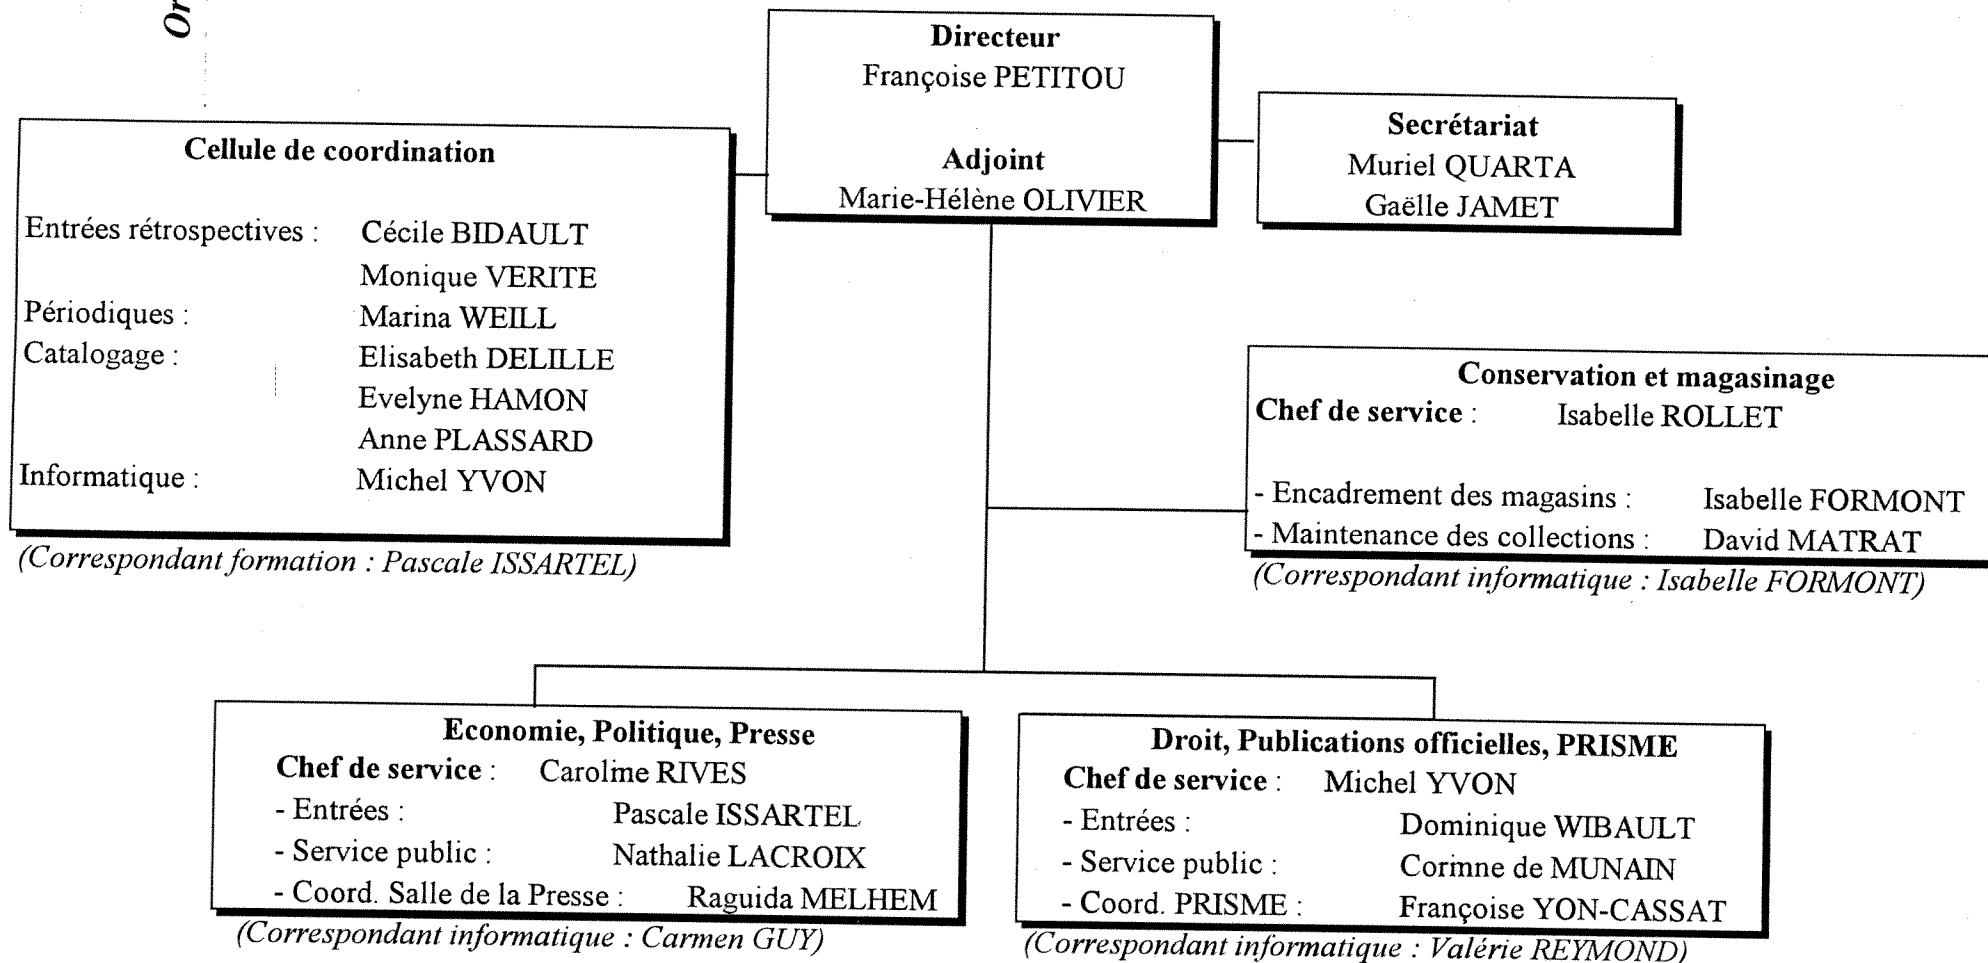 Or
Directeur
Françoise PETITOU
Adjoint
Marie-Hélène OLIVIER
Secrétariat
Muriel QUARTA
Gaëlle JAMET
Cellule de coordination
Entrées rétrospectives : Cécile BIDAULT
Monique VERITE
Périodiques : Marina WEILL
Catalogage : Elisabeth DELILLE
Evelyne HAMON
Anne PLASSARD
Informatique : Michel YVON
(Correspondant formation : Pascale ISSARTEL)
Conservation et magasinage
Chef de service : Isabelle ROLLET
- Encadrement des magasins : Isabelle FORMONT
- Maintenance des collections : David MATRAT
(Correspondant informatique : Isabelle FORMONT)
Economie, Politique, Presse
Chef de service : Caroline RIVES
- Entrées : Pascale ISSARTEL
- Service public : Nathalie LACROIX
- Coord. Salle de la Presse : Raguida MELHEM
(Correspondant informatique : Carmen GUY)
Droit, Publications officielles, PRISME
Chef de service : Michel YVON
- Entrées : Dominique WIBAULT
- Service public : Corinne de MUNAIN
- Coord. PRISME : Françoise YON-CASSAT
(Correspondant informatique : Valérie REYMOND)